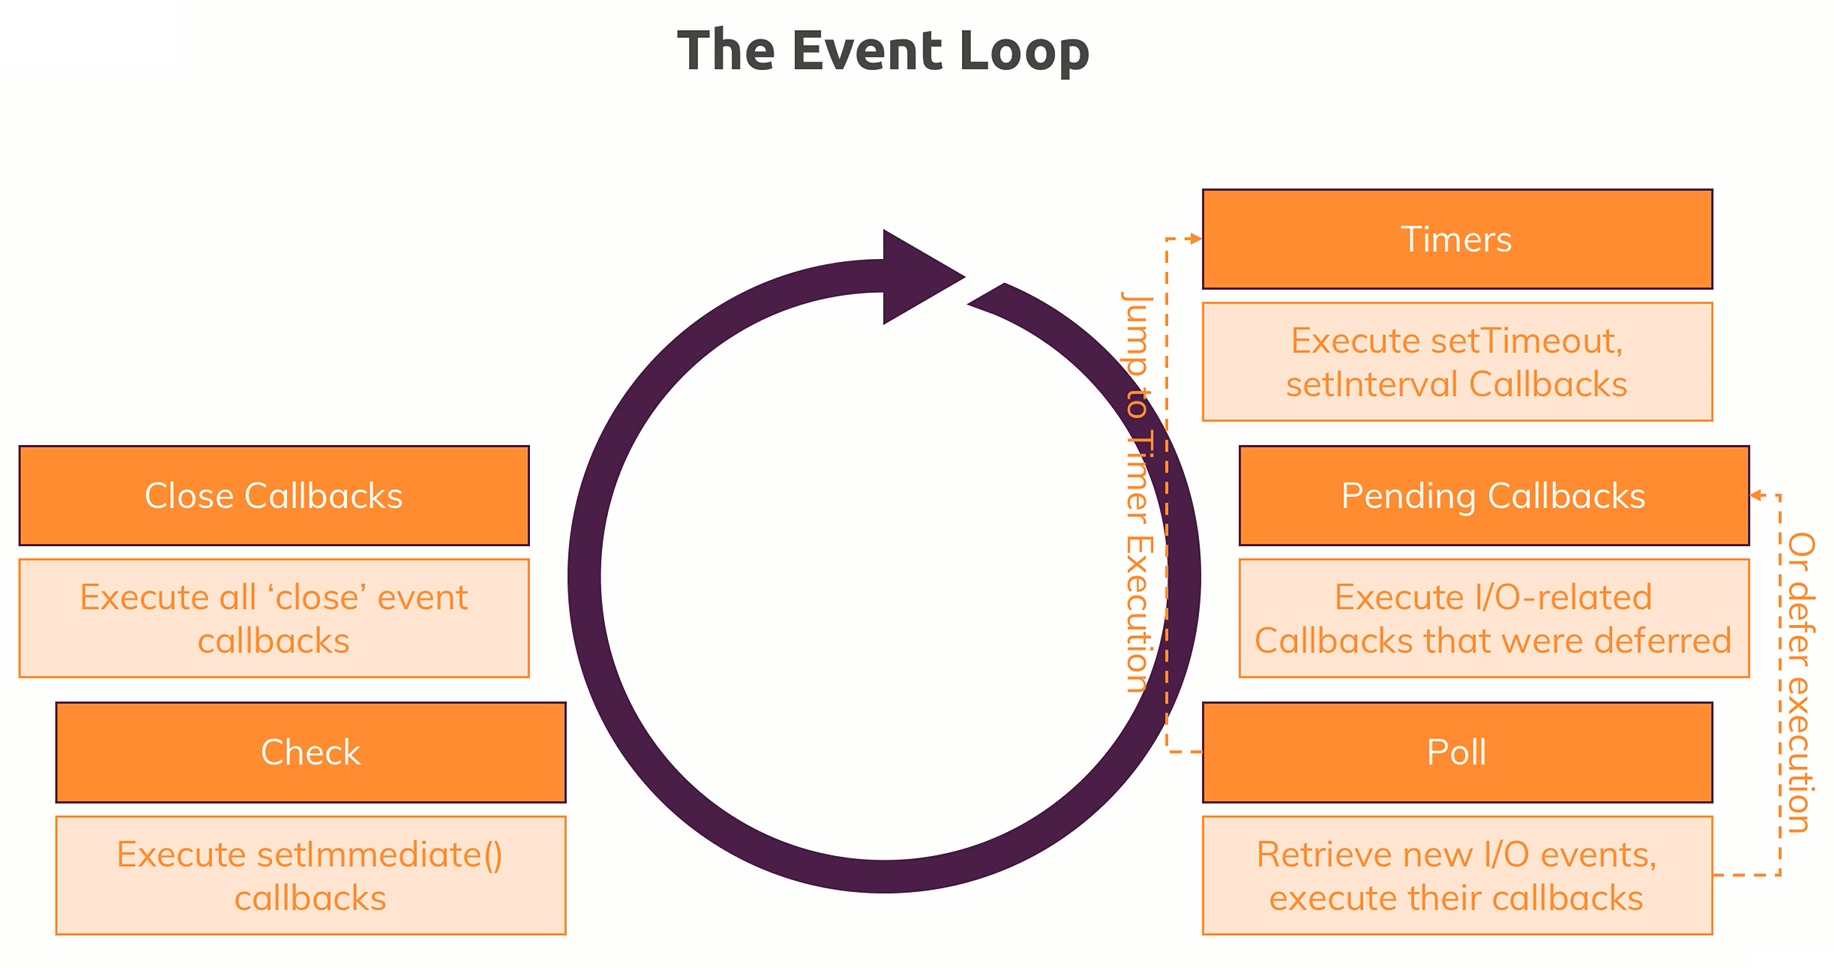 The Event Loop
Timers
Execute setTimeout,
setInterval Callbacks
Jump to Timer Execution
Pending Callbacks
Execute I/O-related
Callbacks that were deferred
Or defer execution
Poll
Retrieve new I/O events,
execute their callbacks
Check
Execute setImmediate()
callbacks
Close Callbacks
Execute all ‘close’ event
callbacks